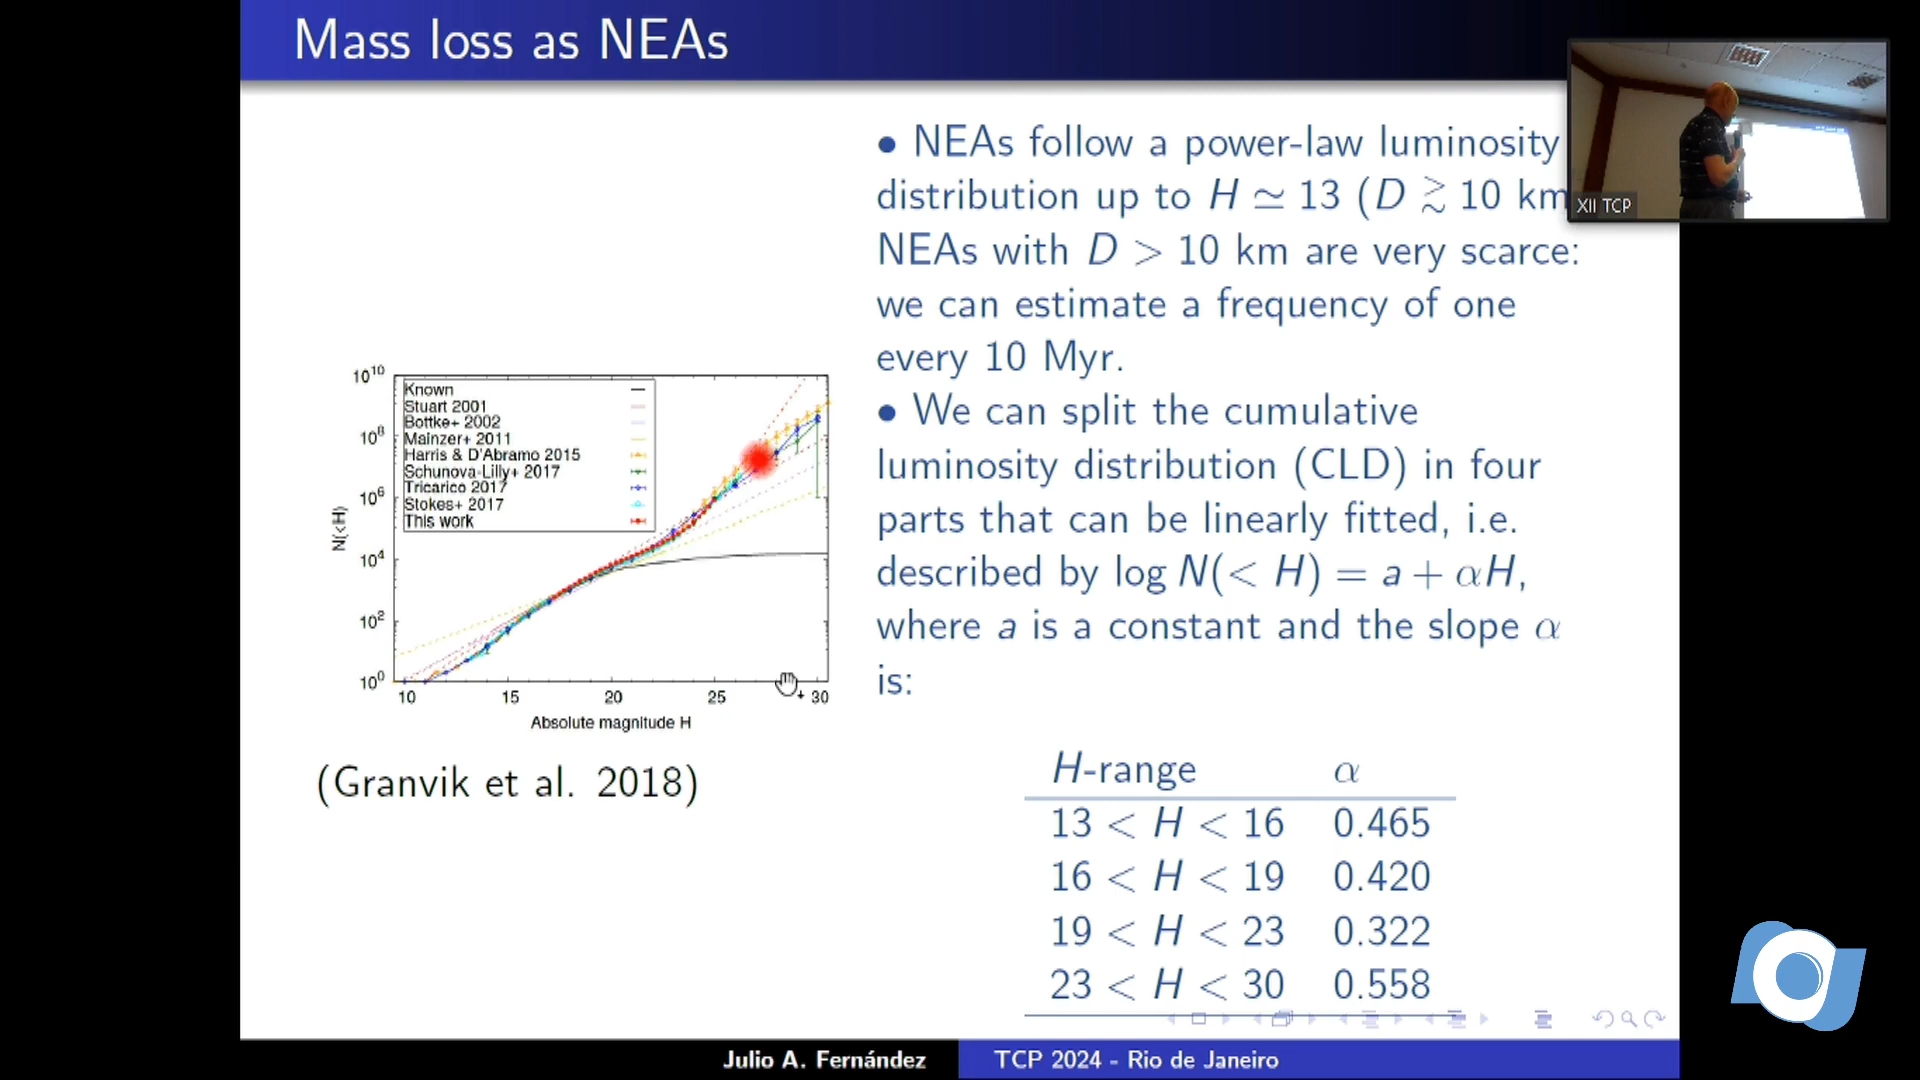 Mass loss as NEAs
• NEAs follow a power-law luminosity
distribution up to H ≃ 13 (D ≳ 10 km
NEAs with D > 10 km are very scarce:
we can estimate a frequency of one
every 10 Myr.
• We can split the cumulative
luminosity distribution (CLD) in four
parts that can be linearly fitted, i.e.
described by log N(< H) = a + αH,
where a is a constant and the slope α
is:
H-range α
13 < H < 16 0.465
16 < H < 19 0.420
19 < H < 23 0.322
23 < H < 30 0.558
10^10
10^8
10^6
10^4
10^2
10^0
N(<H)
Known
Stuart 2001
Bottke+ 2002
Mainzer+ 2011
Harris & D'Abramo 2015
Schunova-Lilly+ 2017
Tricarico 2017
Stokes+ 2017
This work
10 15 20 25 30
Absolute magnitude H
(Granvik et al. 2018)
XII TCP
Julio A. Fernández TCP 2024 - Rio de Janeiro